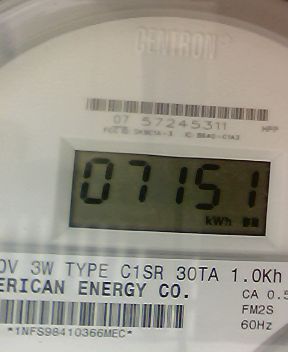 CENTRON
07 57245311 HPP
07151
kWh
0V 3W TYPE C1SR 30TA 1.0Kh
ERICAN ENERGY CO.
CA 0.5
FM2S
*1NFS98410366MEC*
60Hz